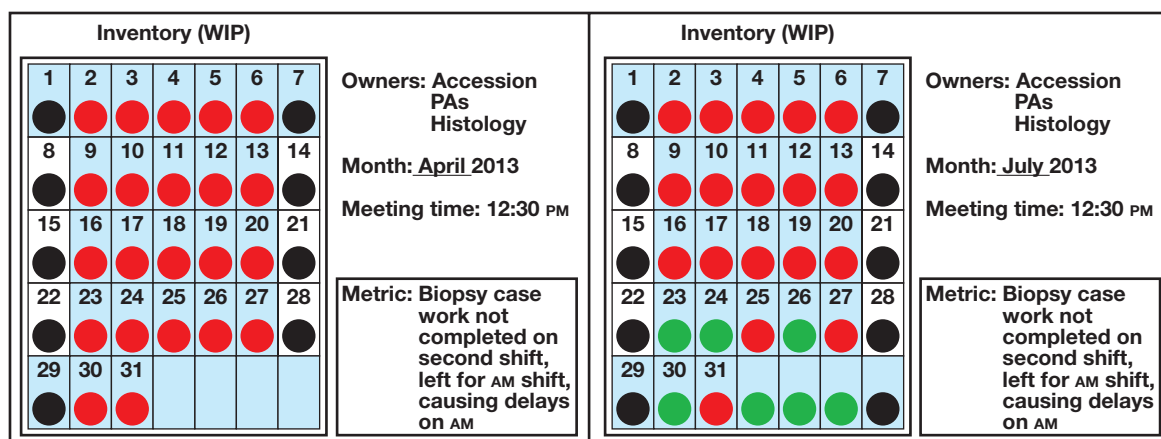 Inventory (WIP)
1 2 3 4 5 6 7
8 9 10 11 12 13 14
15 16 17 18 19 20 21
22 23 24 25 26 27 28
29 30 31
Owners: Accession
PAs
Histology
Month: April 2013
Meeting time: 12:30 PM
Metric: Biopsy case
work not
completed on
second shift,
left for AM shift,
causing delays
on AM
Inventory (WIP)
1 2 3 4 5 6 7
8 9 10 11 12 13 14
15 16 17 18 19 20 21
22 23 24 25 26 27 28
29 30 31
Owners: Accession
PAs
Histology
Month: July 2013
Meeting time: 12:30 PM
Metric: Biopsy case
work not
completed on
second shift,
left for AM shift,
causing delays
on AM